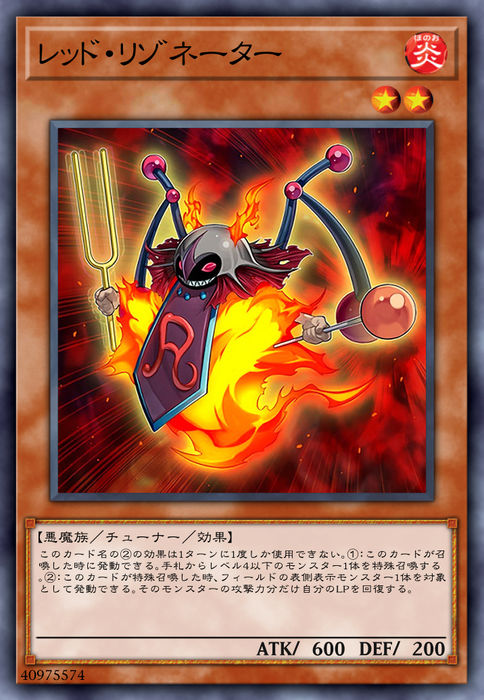 レッド・リゾネーター
ほのお
炎
R
【悪魔族／チューナー／効果】
このカード名の②の効果は1ターンに1度しか使用できない。①：このカードが召
喚した時に発動できる。手札からレベル4以下のモンスター1体を特殊召喚する
。②：このカードが特殊召喚した時、フィールドの表側表示モンスター1体を対象
として発動できる。そのモンスターの攻撃力分だけ自分のLPを回復する。
ATK/ 600 DEF/ 200
40975574